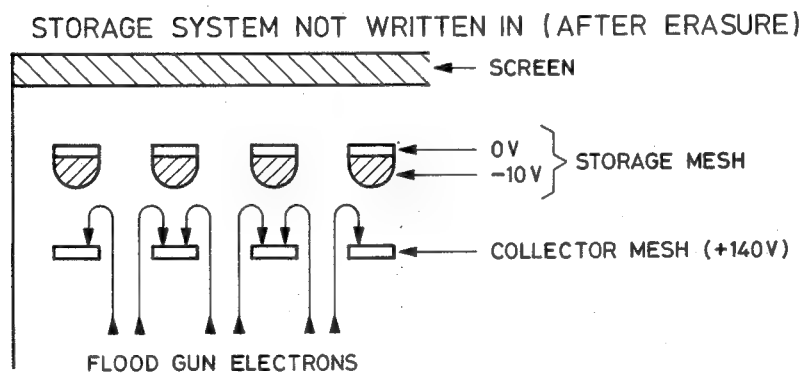 STORAGE SYSTEM NOT WRITTEN IN (AFTER ERASURE)
SCREEN
0V
-10V
STORAGE MESH
COLLECTOR MESH (+140V)
FLOOD GUN ELECTRONS